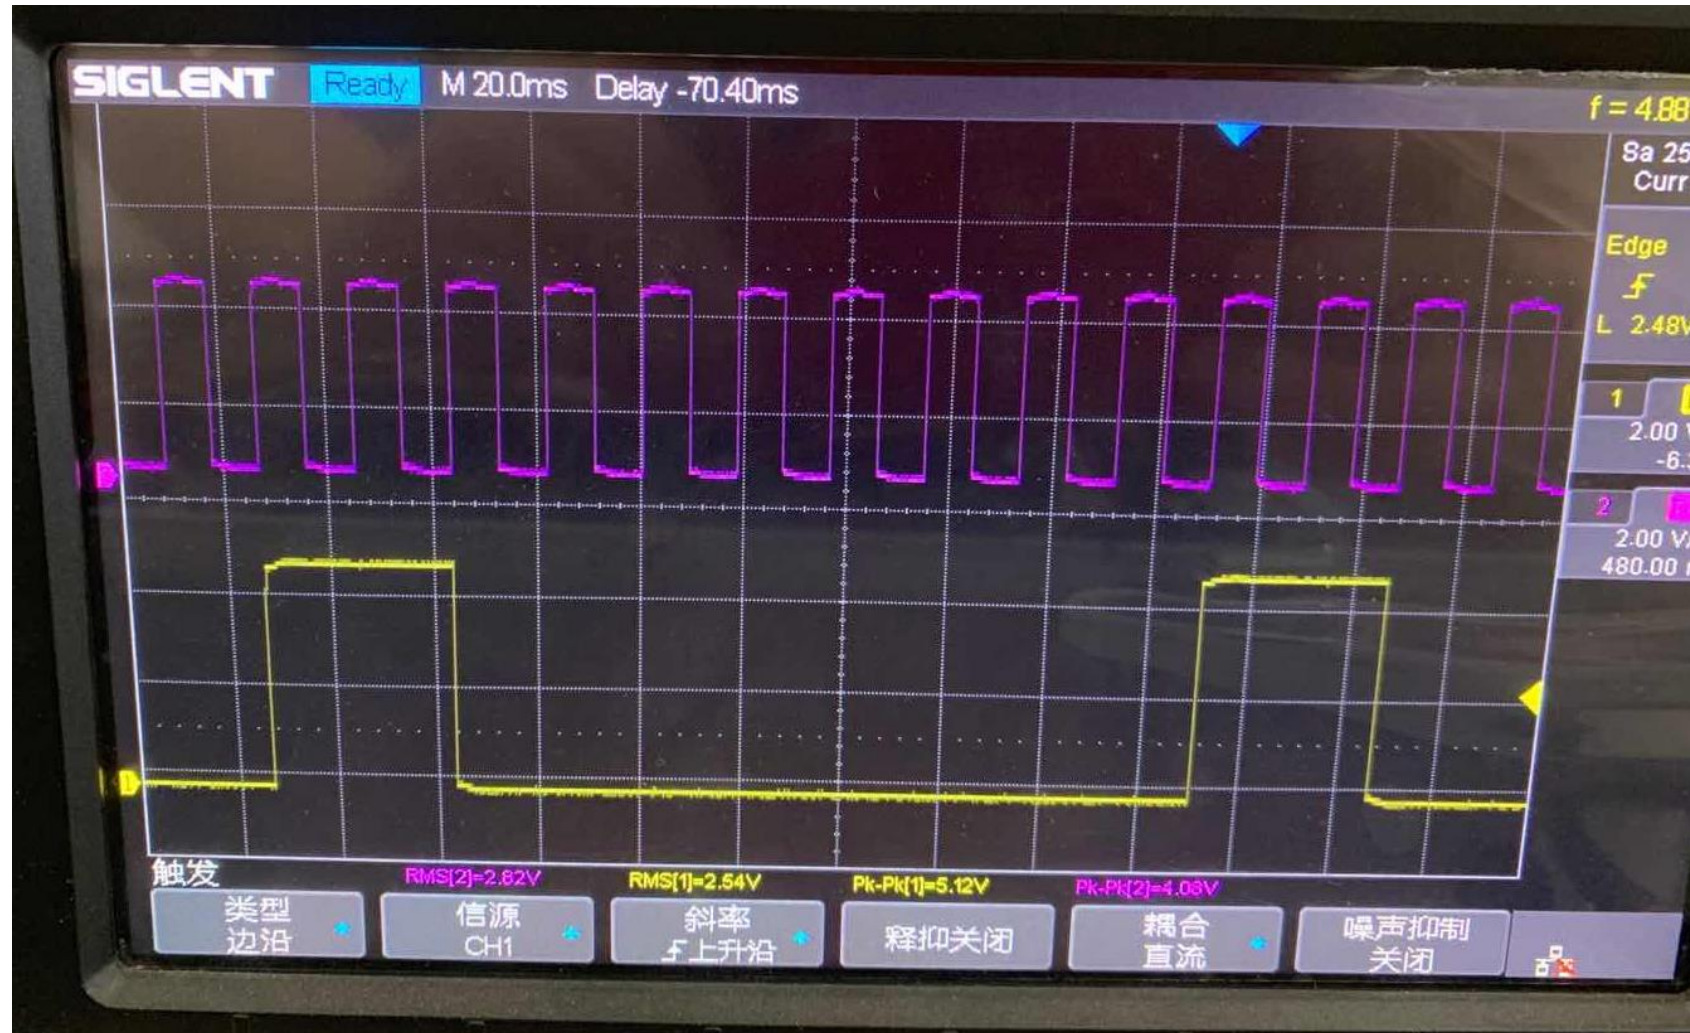 SIGLENT Ready M 20.0ms Delay -70.40ms
f = 4.88
Sa 25
Curr
Edge
L 2.48V
1
2.00 V
-6.
2
2.00 V/
480.00
1
触发 RMS[2]=2.82V RMS[1]=2.54V Pk-Pk[1]=5.12V Pk-Pk[2]=4.08V
类型 信源 斜率 释抑关闭 耦合 噪声抑制
边沿 CH1 上升沿 直流 关闭